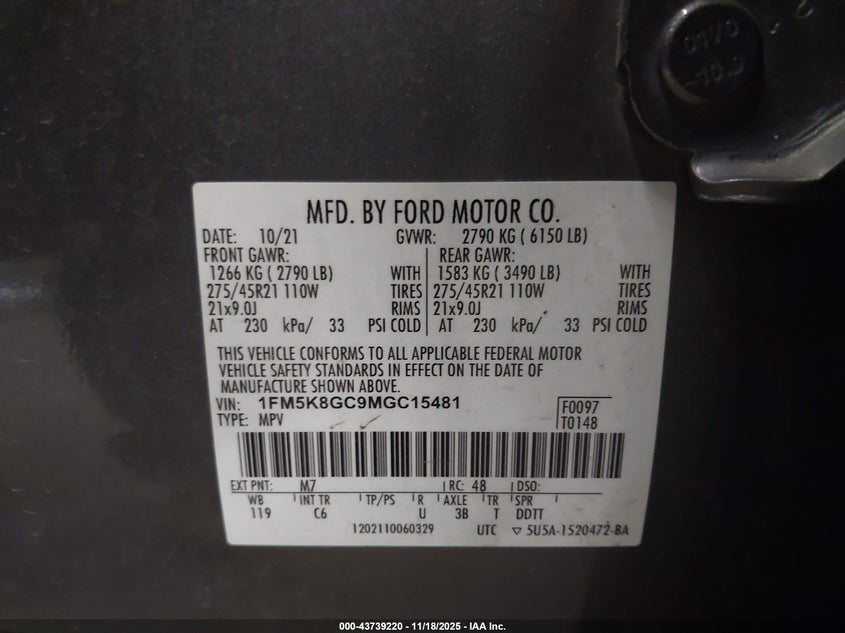 MFD. BY FORD MOTOR CO.
DATE: 10/21 GVWR: 2790 KG ( 6150 LB)
FRONT GAWR: REAR GAWR:
1266 KG ( 2790 LB) WITH 1583 KG ( 3490 LB) WITH
275/45R21 110W TIRES 275/45R21 110W TIRES
21x9.0J RIMS 21x9.0J RIMS
AT 230 kPa/ 33 PSI COLD AT 230 kPa/ 33 PSI COLD
THIS VEHICLE CONFORMS TO ALL APPLICABLE FEDERAL MOTOR
VEHICLE SAFETY STANDARDS IN EFFECT ON THE DATE OF
MANUFACTURE SHOWN ABOVE.
VIN: 1FM5K8GC9MGC15481 F0097
TYPE: MPV T0148
EXT PNT: M7 RC: 48 DSO:
WB INT TR TP/PS R AXLE TR SPR
119 C6 U 3B T DDTT
1202110060329 UTC ▽ 5U5A-1520472-BA
000-43739220 - 11/18/2025 - IAA Inc.